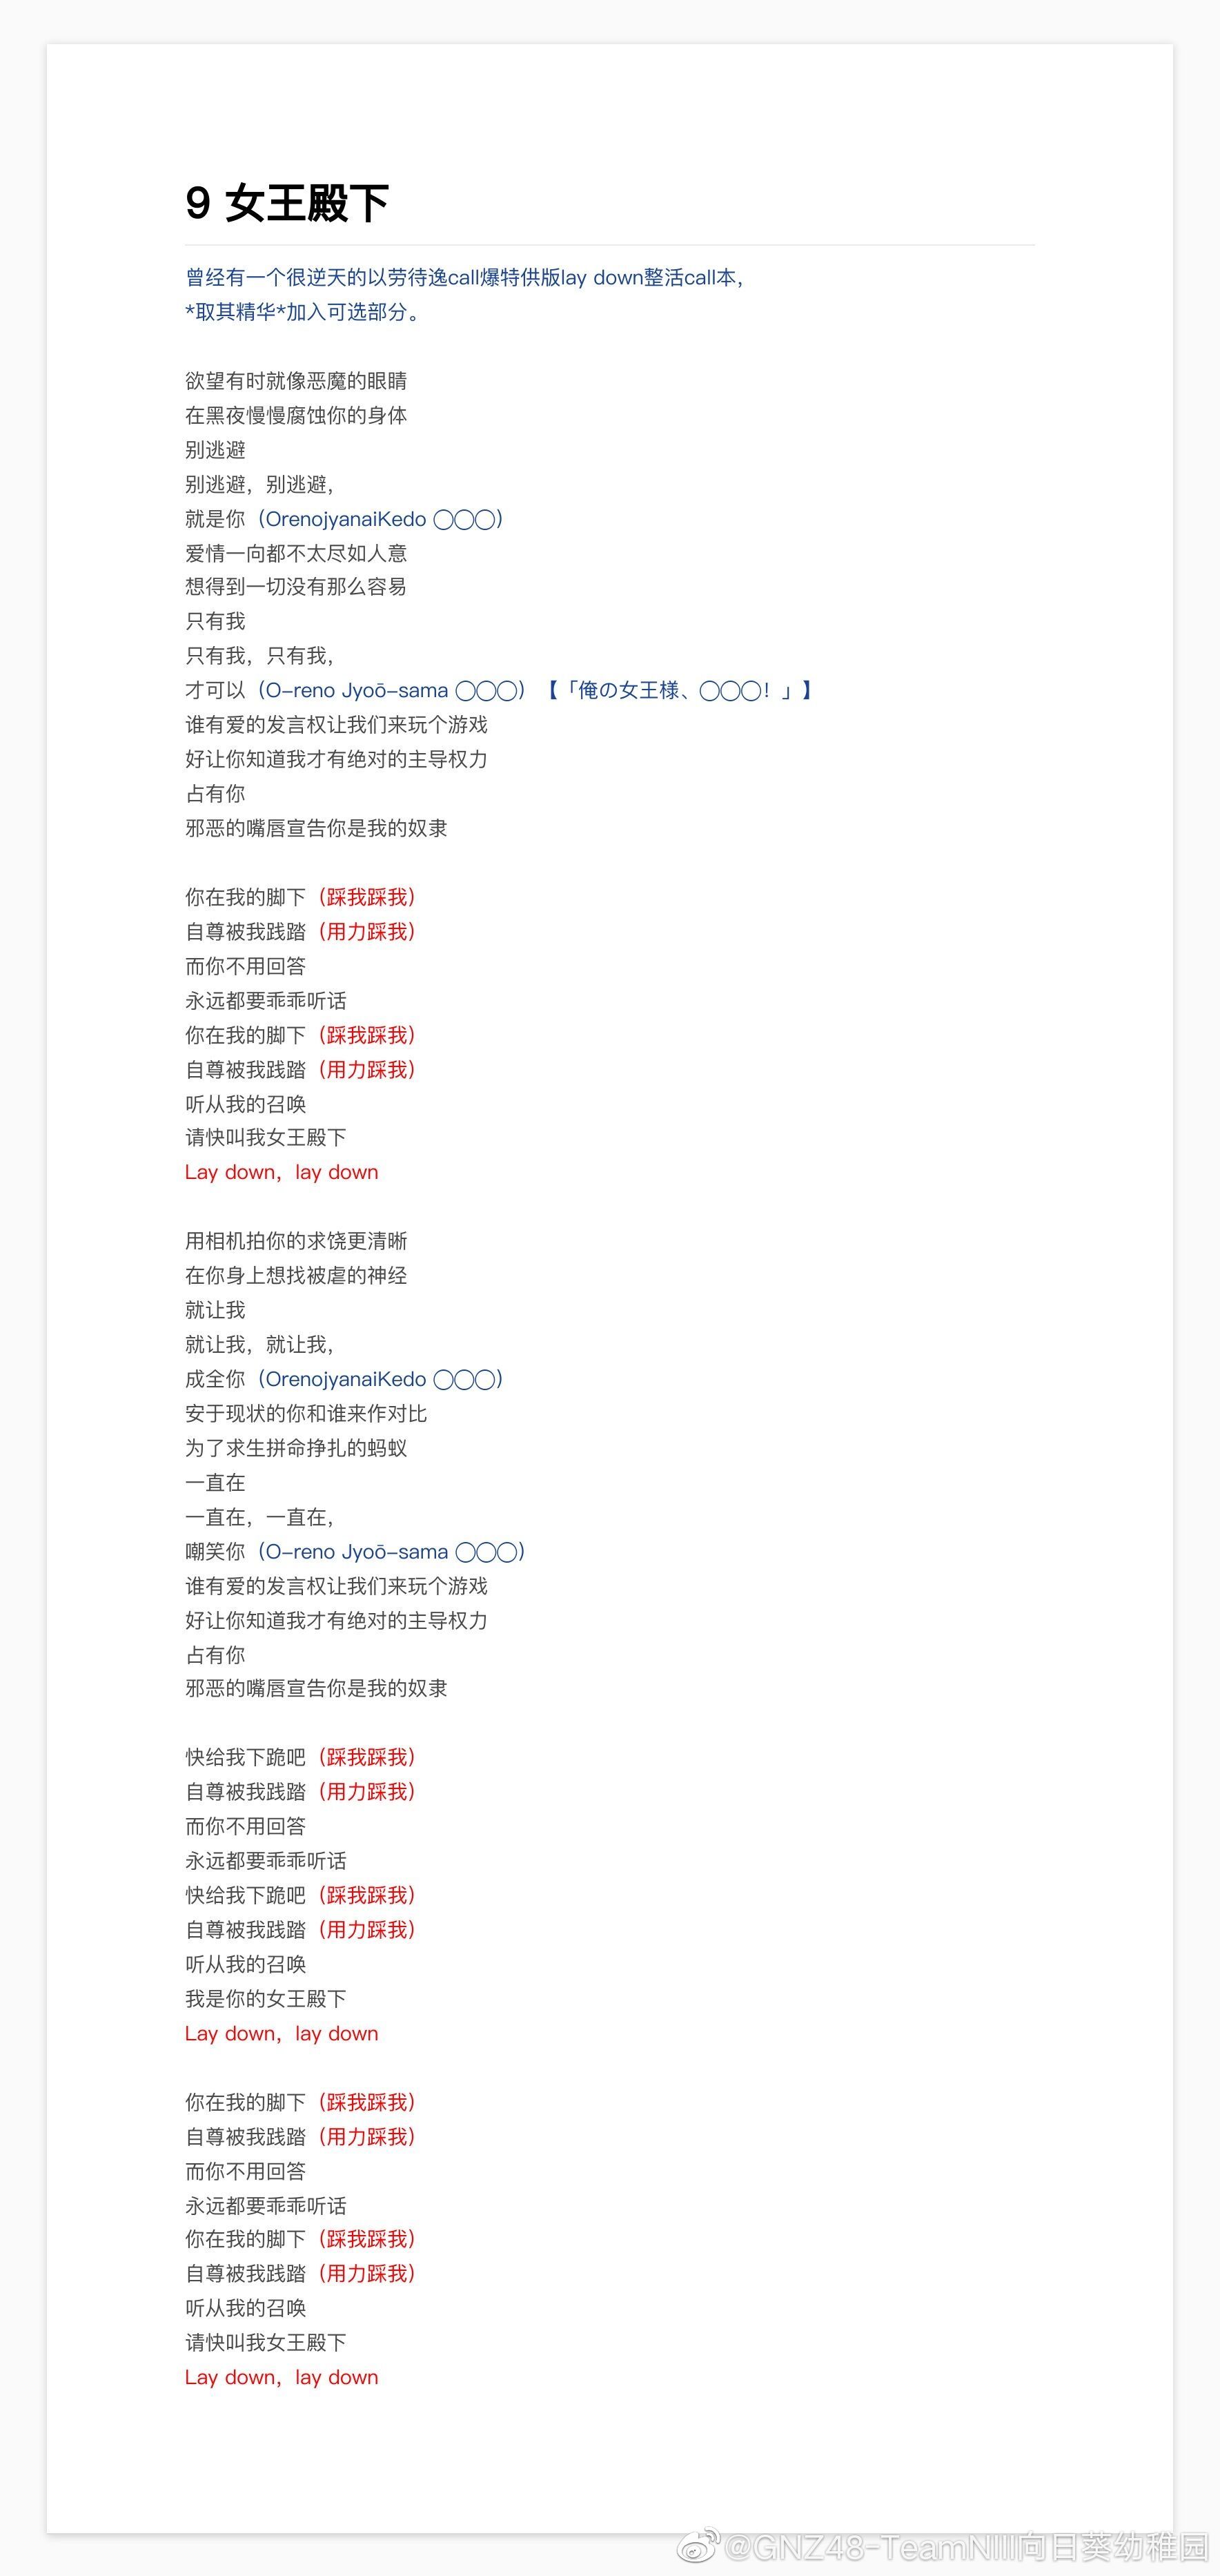 9 女王殿下
曾经有一个很逆天的以劳待逸call爆特供版lay down整活call本，
*取其精华*加入可选部分。
欲望有时就像恶魔的眼睛
在黑夜慢慢腐蚀你的身体
别逃避
别逃避，别逃避，
就是你（OrenojyanaiKedo ◯◯◯）
爱情一向都不太尽如人意
想得到一切没有那么容易
只有我
只有我，只有我，
才可以（O-reno Jyoō-sama ◯◯◯）【「俺の女王様、◯◯◯！」】
谁有爱的发言权让我们来玩个游戏
好让你知道我才有绝对的主导权力
占有你
邪恶的嘴唇宣告你是我的奴隶
你在我的脚下（踩我踩我）
自尊被我践踏（用力踩我）
而你不用回答
永远都要乖乖听话
你在我的脚下（踩我踩我）
自尊被我践踏（用力踩我）
听从我的召唤
请快叫我女王殿下
Lay down，lay down
用相机拍你的求饶更清晰
在你身上想找被虐的神经
就让我
就让我，就让我，
成全你（OrenojyanaiKedo ◯◯◯）
安于现状的你和谁来作对比
为了求生拼命挣扎的蚂蚁
一直在
一直在，一直在，
嘲笑你（O-reno Jyoō-sama ◯◯◯）
谁有爱的发言权让我们来玩个游戏
好让你知道我才有绝对的主导权力
占有你
邪恶的嘴唇宣告你是我的奴隶
快给我下跪吧（踩我踩我）
自尊被我践踏（用力踩我）
而你不用回答
永远都要乖乖听话
快给我下跪吧（踩我踩我）
自尊被我践踏（用力踩我）
听从我的召唤
我是你的女王殿下
Lay down，lay down
你在我的脚下（踩我踩我）
自尊被我践踏（用力踩我）
而你不用回答
永远都要乖乖听话
你在我的脚下（踩我踩我）
自尊被我践踏（用力踩我）
听从我的召唤
请快叫我女王殿下
Lay down，lay down
@GNZ48-TeamNIII向日葵幼稚园